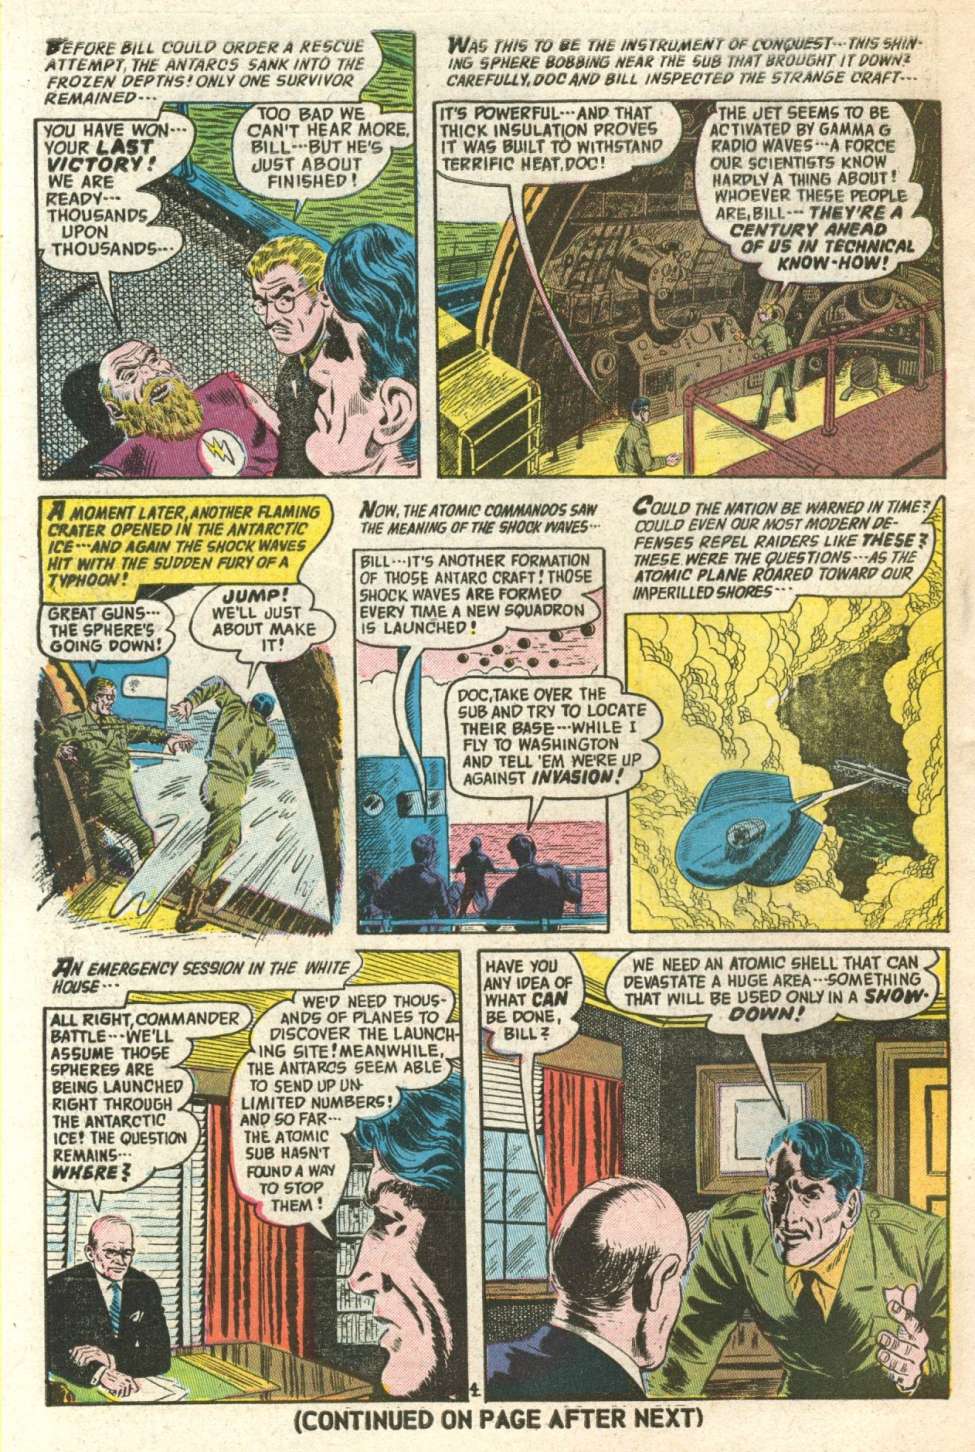 BEFORE BILL COULD ORDER A RESCUE
ATTEMPT, THE ANTARCS SANK INTO THE
FROZEN DEPTHS! ONLY ONE SURVIVOR
REMAINED---
YOU HAVE WON---
YOUR LAST
VICTORY!
WE ARE
READY---
THOUSANDS
UPON
THOUSANDS---
TOO BAD WE
CAN'T HEAR MORE,
BILL---BUT HE'S
JUST ABOUT
FINISHED!
WAS THIS TO BE THE INSTRUMENT OF CONQUEST---THIS SHIN-
ING SPHERE BOBBING NEAR THE SUB THAT BROUGHT IT DOWN?
CAREFULLY, DOC AND BILL INSPECTED THE STRANGE CRAFT---
IT'S POWERFUL---AND THAT
THICK INSULATION PROVES
IT WAS BUILT TO WITHSTAND
TERRIFIC HEAT, DOC!
THE JET SEEMS TO BE
ACTIVATED BY GAMMA G
RADIO WAVES---A FORCE
OUR SCIENTISTS KNOW
HARDLY A THING ABOUT!
WHOEVER THESE PEOPLE
ARE, BILL--- THEY'RE A
CENTURY AHEAD
OF US IN TECHNICAL
KNOW-HOW!
A MOMENT LATER, ANOTHER FLAMING
CRATER OPENED IN THE ANTARCTIC
ICE---AND AGAIN THE SHOCK WAVES
HIT WITH THE SUDDEN FURY OF A
TYPHOON!
GREAT GUNS---
THE SPHERE'S
GOING DOWN!
JUMP!
WE'LL JUST
ABOUT MAKE
IT!
NOW, THE ATOMIC COMMANDOS SAW
THE MEANING OF THE SHOCK WAVES---
BILL---IT'S ANOTHER FORMATION
OF THOSE ANTARC CRAFT! THOSE
SHOCK WAVES ARE FORMED
EVERY TIME A NEW SQUADRON
IS LAUNCHED!
DOC, TAKE OVER THE
SUB AND TRY TO LOCATE
THEIR BASE---WHILE I
FLY TO WASHINGTON
AND TELL 'EM WE'RE UP
AGAINST INVASION!
COULD THE NATION BE WARNED IN TIME?
COULD EVEN OUR MOST MODERN DE-
FENSES REPEL RAIDERS LIKE THESE?
THESE WERE THE QUESTIONS---AS THE
ATOMIC PLANE ROARED TOWARD OUR
IMPERILLED SHORES---
AN EMERGENCY SESSION IN THE WHITE
HOUSE---
ALL RIGHT, COMMANDER
BATTLE---WE'LL
ASSUME THOSE
SPHERES ARE
BEING LAUNCHED
RIGHT THROUGH
THE ANTARCTIC
ICE! THE QUESTION
REMAINS---
WHERE?
WE'D NEED THOUS-
ANDS OF PLANES TO
DISCOVER THE LAUNCH-
ING SITE! MEANWHILE,
THE ANTARCS SEEM ABLE
TO SEND UP UN-
LIMITED NUMBERS!
AND SO FAR---
THE ATOMIC
SUB HASN'T
FOUND A WAY
TO STOP
THEM!
HAVE YOU
ANY IDEA OF
WHAT CAN
BE DONE,
BILL?
WE NEED AN ATOMIC SHELL THAT CAN
DEVASTATE A HUGE AREA---SOMETHING
THAT WILL BE USED ONLY IN A SHOW-
DOWN!
4
(CONTINUED ON PAGE AFTER NEXT)